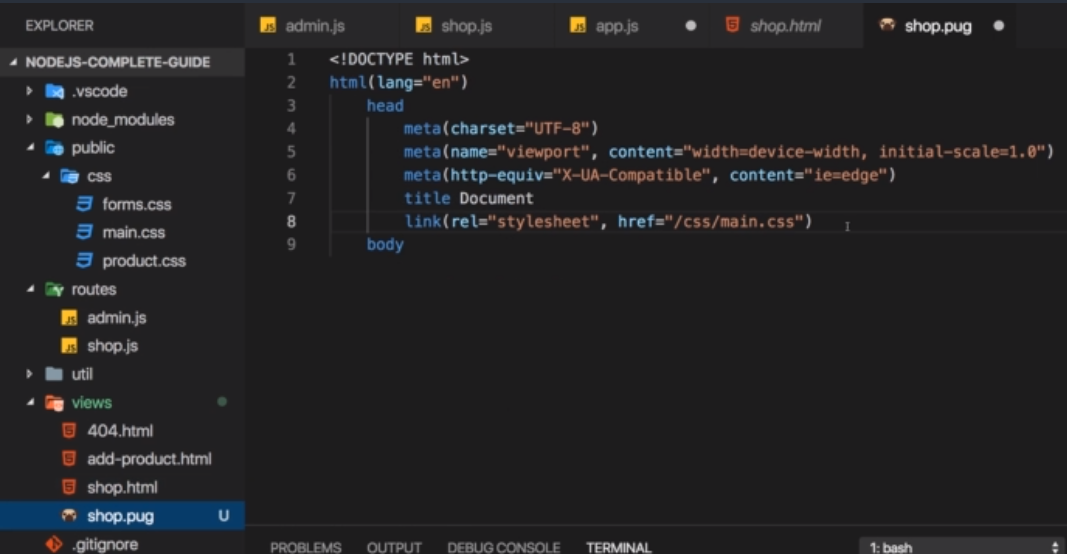 EXPLORER
NODEJS-COMPLETE-GUIDE
.vscode
node_modules
public
css
forms.css
main.css
product.css
routes
admin.js
shop.js
util
views
404.html
add-product.html
shop.html
shop.pug U
.gitignore
JS admin.js JS shop.js JS app.js shop.html shop.pug
1 <!DOCTYPE html>
2 html(lang="en")
3 head
4 meta(charset="UTF-8")
5 meta(name="viewport", content="width=device-width, initial-scale=1.0")
6 meta(http-equiv="X-UA-Compatible", content="ie=edge")
7 title Document
8 link(rel="stylesheet", href="/css/main.css")
9 body
PROBLEMS OUTPUT DEBUG CONSOLE TERMINAL 1: bash